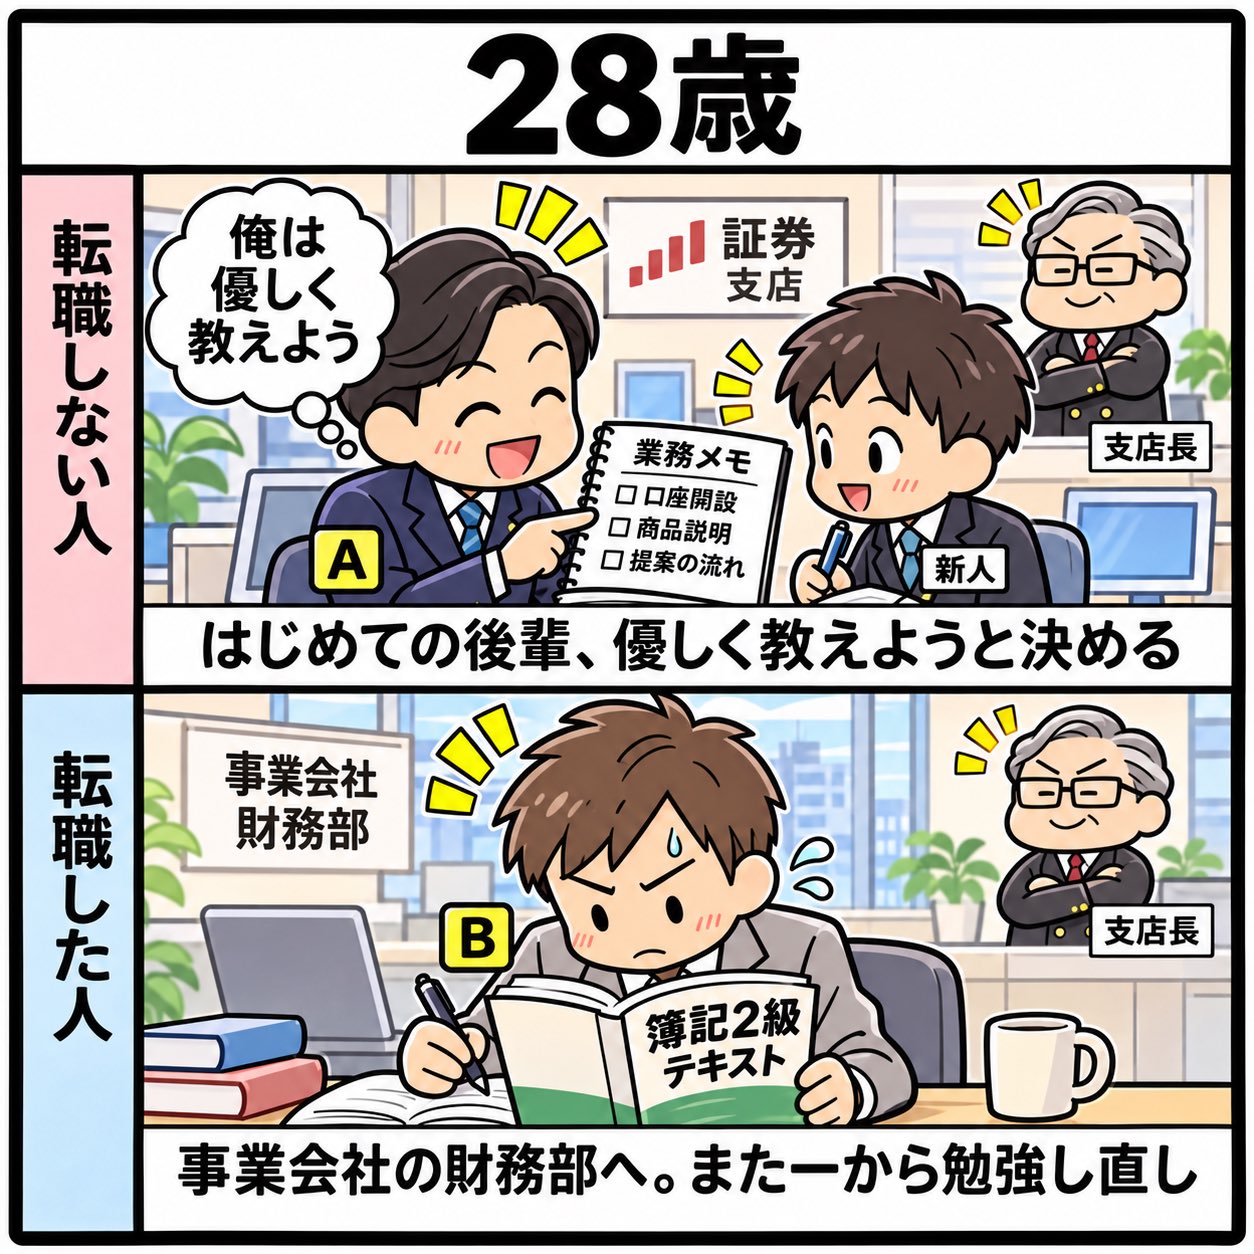 28歳
転職しない人
俺は
優しく
教えよう
証券
支店
業務メモ
□ 口座開設
□ 商品説明
□ 提案の流れ
A
新人
支店長
はじめての後輩、優しく教えようと決める
転職した人
事業会社
財務部
B
簿記2級
テキスト
支店長
事業会社の財務部へ。また一から勉強し直し